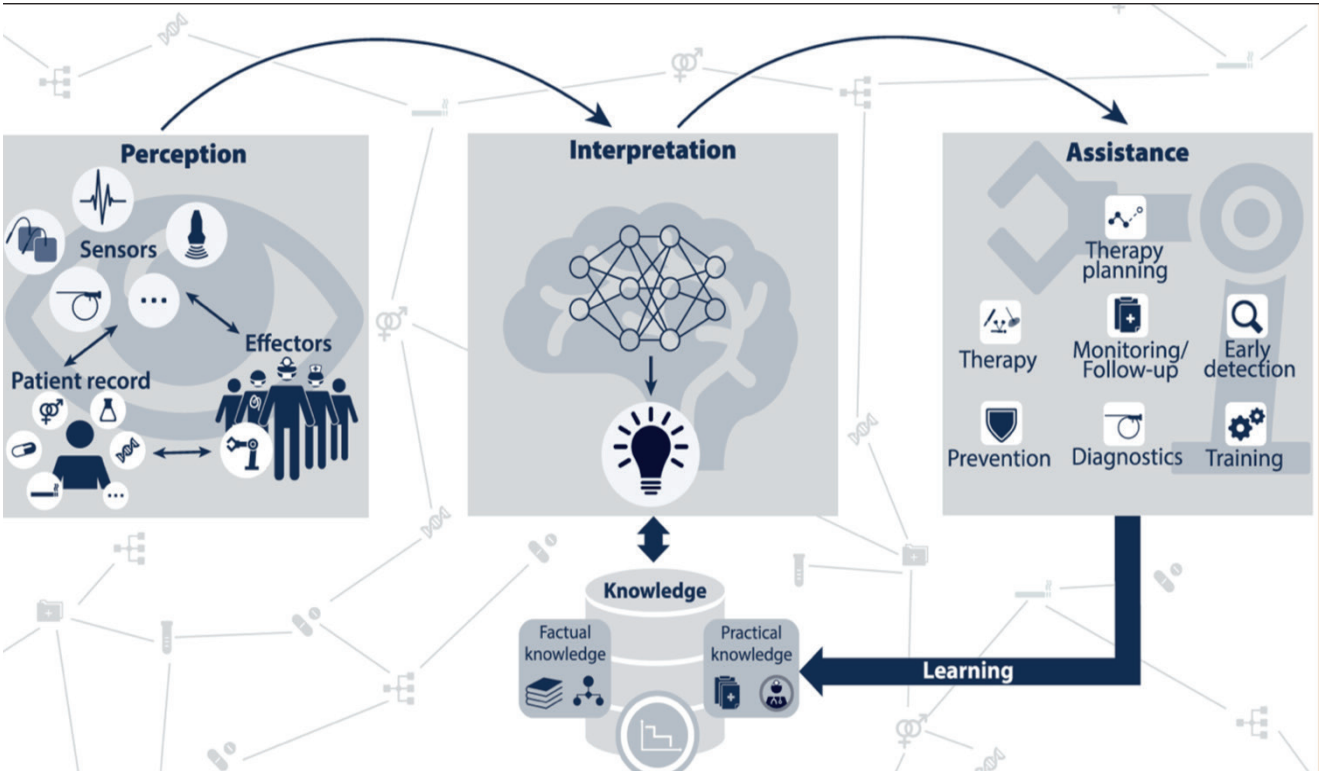 Perception
Sensors
Effectors
Patient record
Interpretation
Assistance
Therapy
planning
Therapy
Monitoring/
Follow-up
Early
detection
Prevention
Diagnostics
Training
Knowledge
Factual
knowledge
Practical
knowledge
Learning